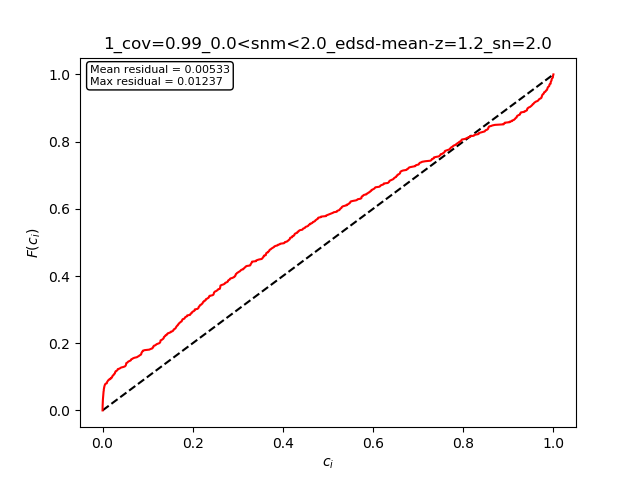 1_cov=0.99_0.0<snm<2.0_edsd-mean-z=1.2_sn=2.0
Mean residual = 0.00533
Max residual = 0.01237
1.0
0.8
0.6
0.4
0.2
0.0
F(c_i)
0.0 0.2 0.4 0.6 0.8 1.0
c_i